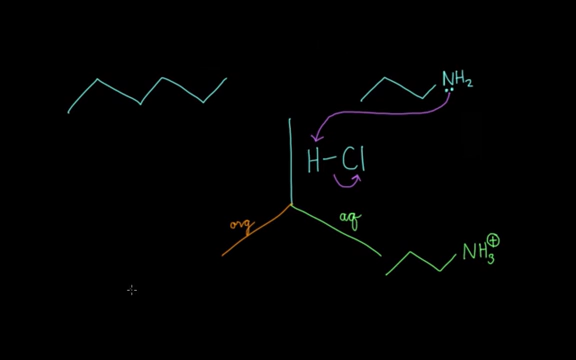 NH₂
H-Cl
org
aq
NH₃⊕